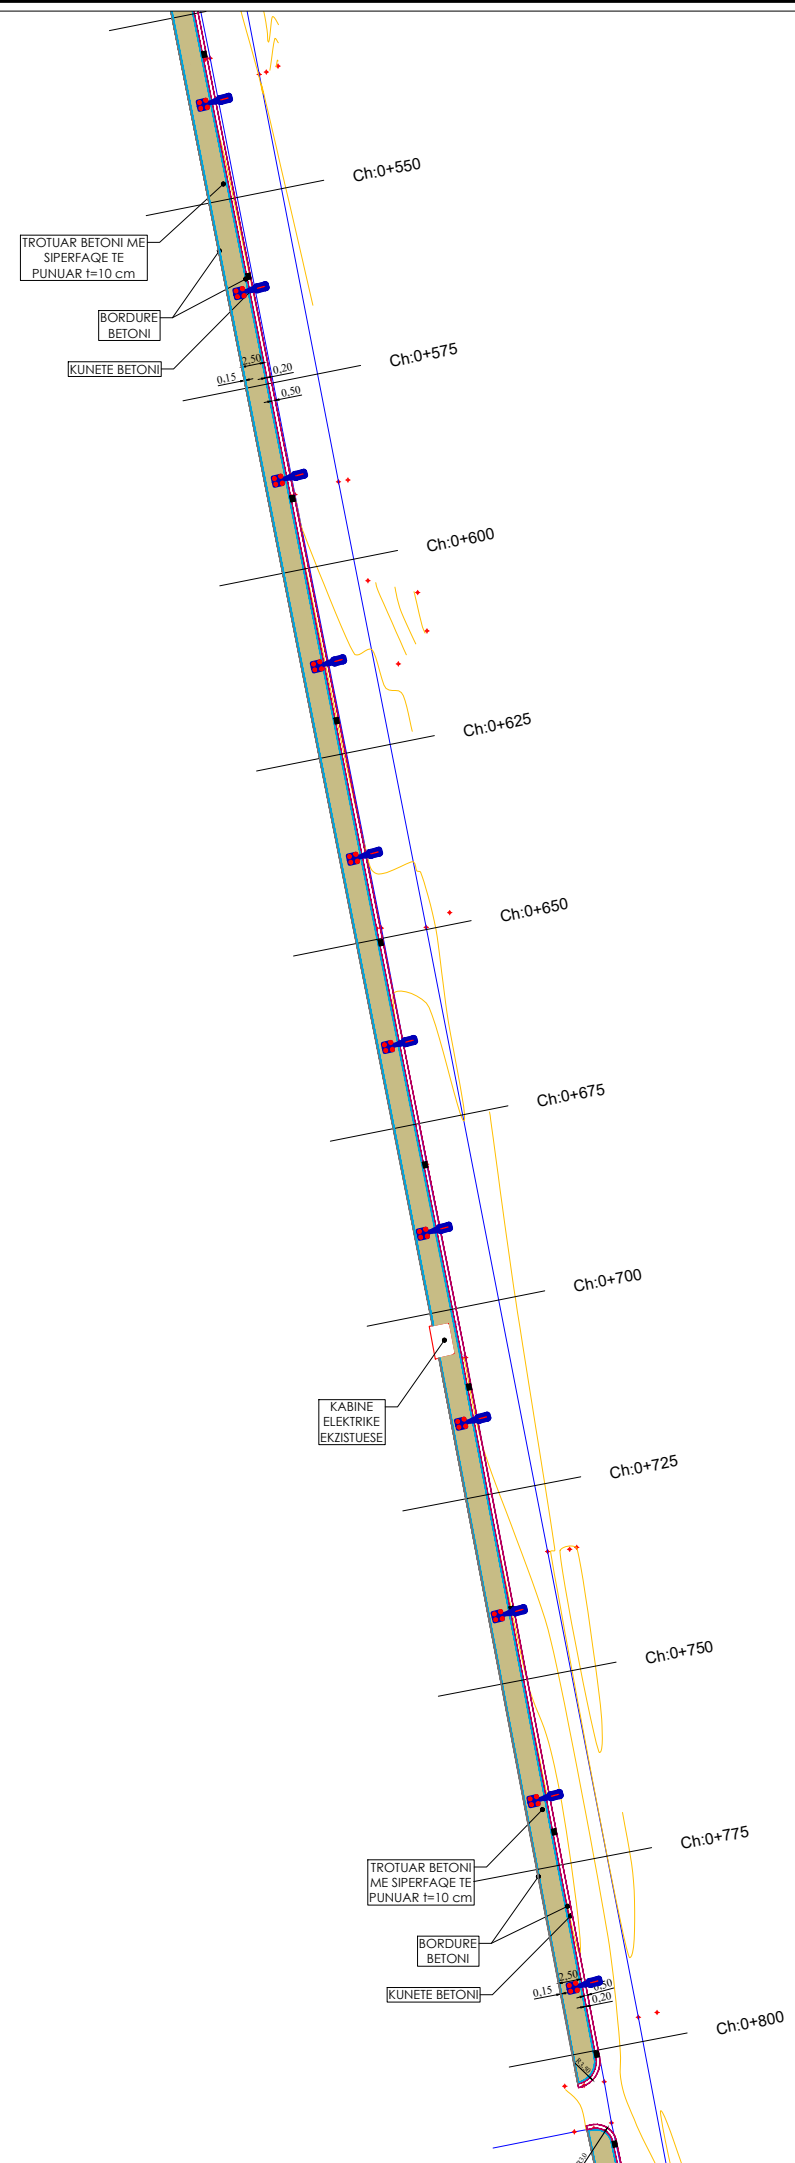 Ch:0+550
TROTUAR BETONI ME
SIPERFAQE TE
PUNUAR t=10 cm
BORDURE
BETONI
KUNETE BETONI
Ch:0+575
2,50
0,20
0,15
0,50
Ch:0+600
Ch:0+625
Ch:0+650
Ch:0+675
Ch:0+700
KABINE
ELEKTRIKE
EKZISTUESE
Ch:0+725
Ch:0+750
Ch:0+775
TROTUAR BETONI
ME SIPERFAQE TE
PUNUAR t=10 cm
BORDURE
BETONI
KUNETE BETONI
2,50
0,15
0,50
0,20
Ch:0+800